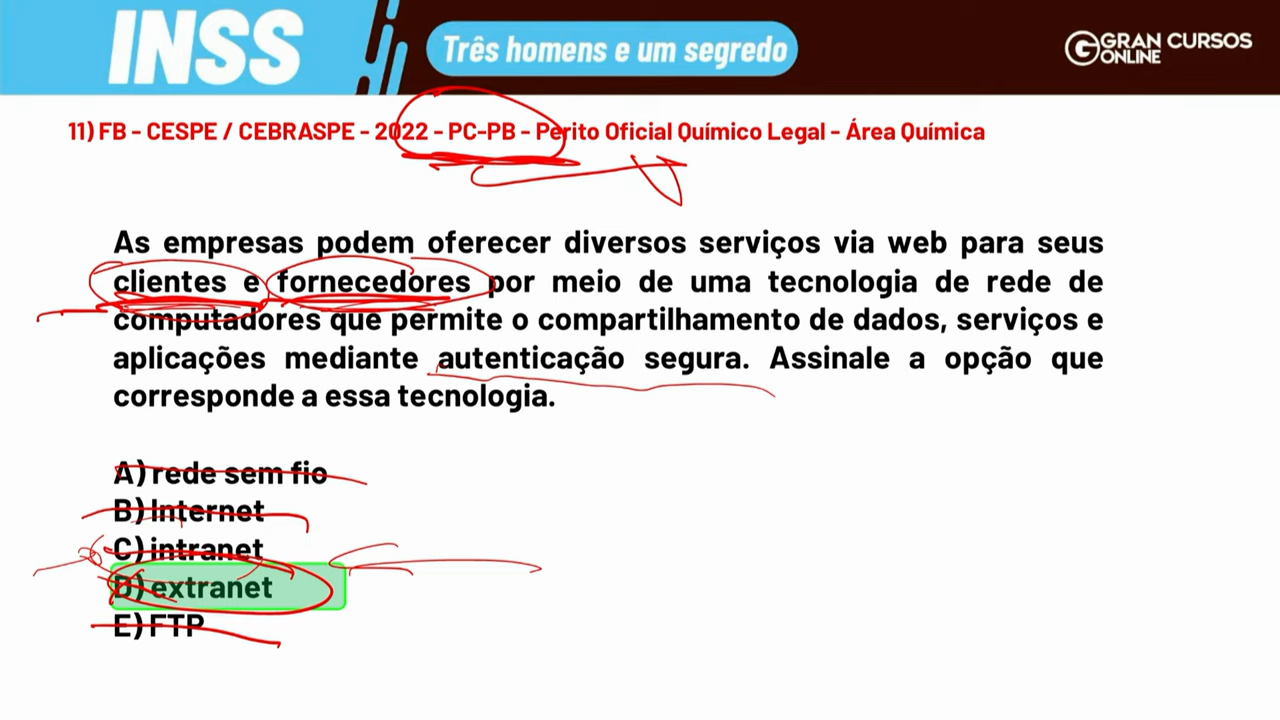 INSS
Três homens e um segredo
GRAN CURSOS
ONLINE
11) FB - CESPE / CEBRASPE - 2022 - PC-PB - Perito Oficial Químico Legal - Área Química
As empresas podem oferecer diversos serviços via web para seus
clientes e fornecedores por meio de uma tecnologia de rede de
computadores que permite o compartilhamento de dados, serviços e
aplicações mediante autenticação segura. Assinale a opção que
corresponde a essa tecnologia.
A) rede sem fio
B) Internet
C) intranet
D) extranet
E) FTP